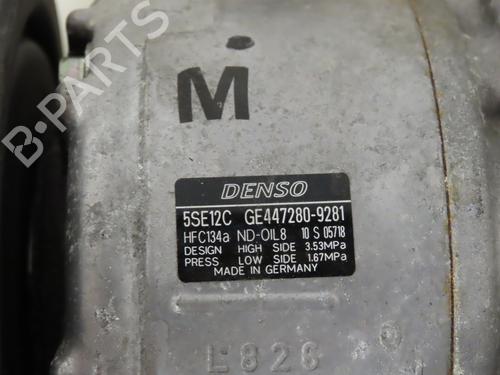 B-PARTS
M
DENSO
5SE12C GE447280-9281
HFC134a ND-OIL8 10 S 05718
DESIGN HIGH SIDE 3.53MPa
PRESS LOW SIDE 1.67MPa
MADE IN GERMANY
L826